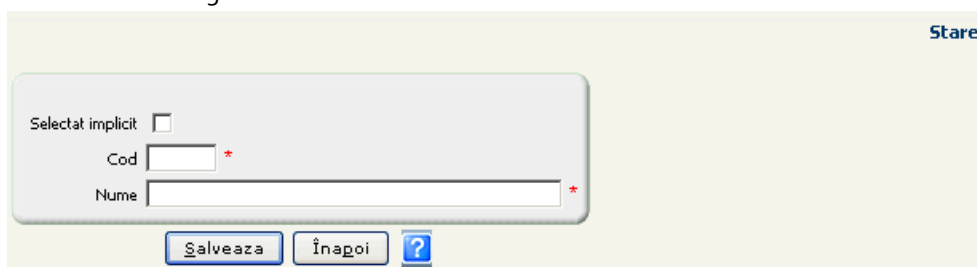 Stare
Selectat implicit
Cod *
Nume *
Salveaza Înapoi ?